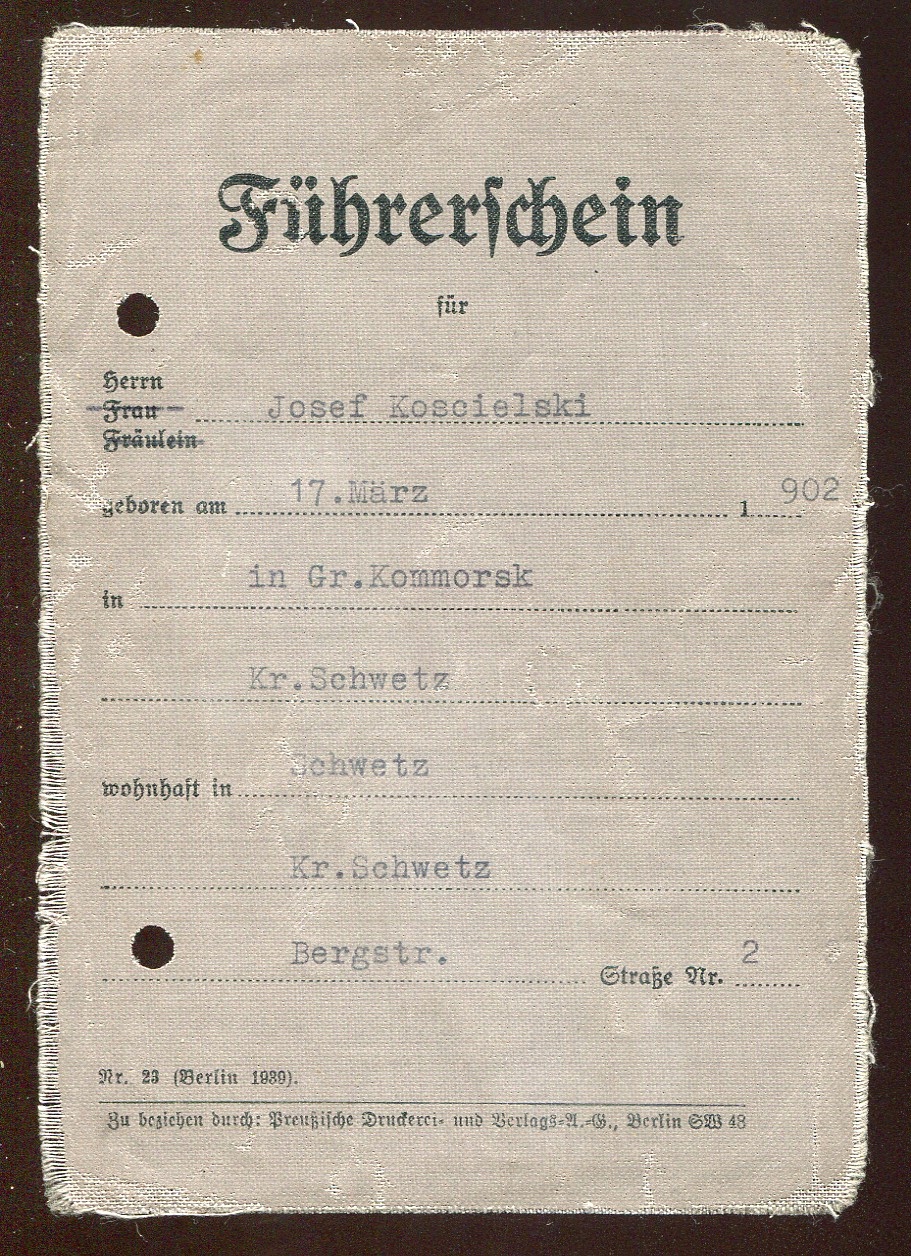 Führerschein
für
Herrn
Frau Josef Koscielski
Fräulein
geboren am 17.März 1 902
in in Gr.Kommorsk
Kr.Schwetz
wohnhaft in Schwetz
Kr.Schwetz
Bergstr. Straße Nr. 2
Nr. 23 (Berlin 1939).
Zu beziehen durch: Preußische Druckerei- und Verlags-A.-G., Berlin SW 48